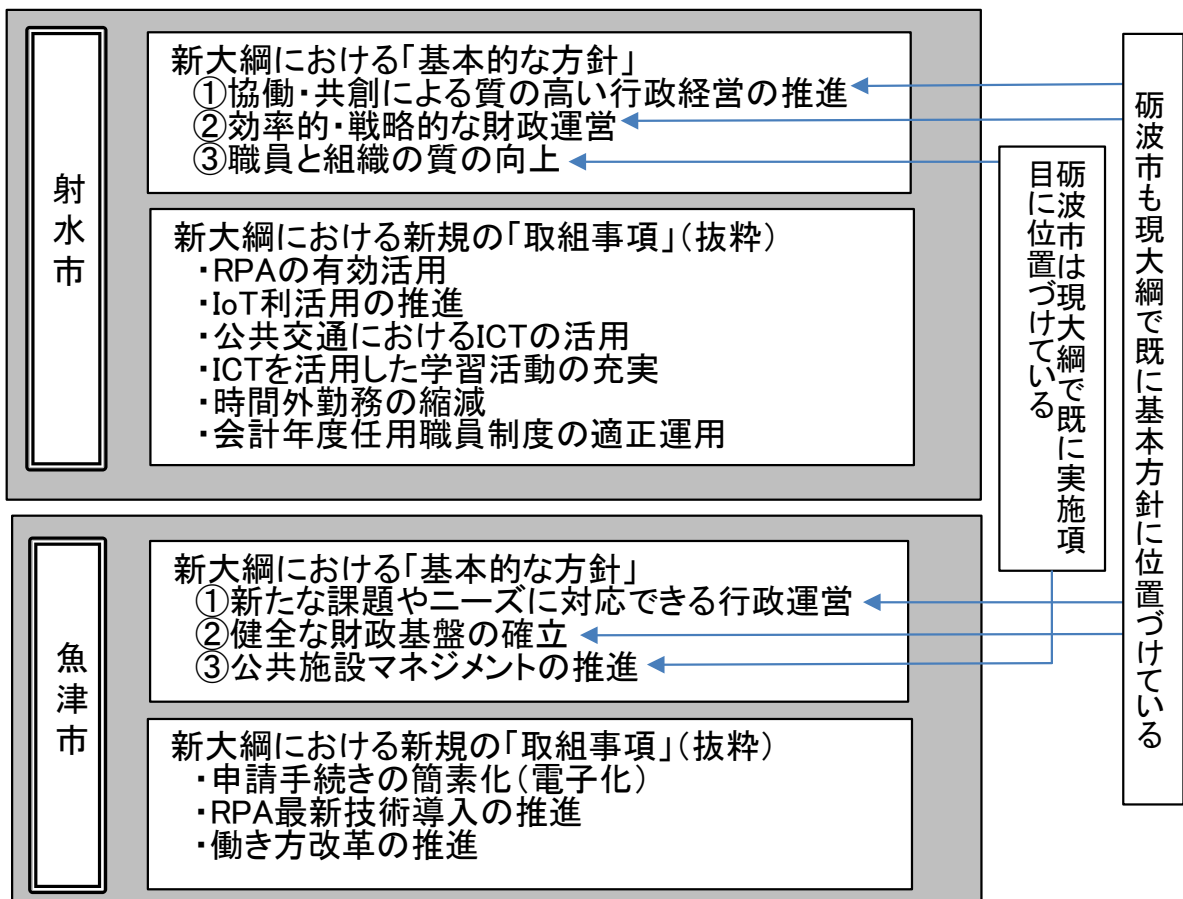 射水市
新大綱における「基本的な方針」
①協働・共創による質の高い行政経営の推進
②効率的・戦略的な財政運営
③職員と組織の質の向上
新大綱における新規の「取組事項」(抜粋)
・RPAの有効活用
・IoT利活用の推進
・公共交通におけるICTの活用
・ICTを活用した学習活動の充実
・時間外勤務の縮減
・会計年度任用職員制度の適正運用
魚津市
新大綱における「基本的な方針」
①新たな課題やニーズに対応できる行政運営
②健全な財政基盤の確立
③公共施設マネジメントの推進
新大綱における新規の「取組事項」(抜粋)
・申請手続きの簡素化(電子化)
・RPA最新技術導入の推進
・働き方改革の推進
砺波市は現大綱で既に実施項
目に位置づけている
砺波市も現大綱で既に基本方針に位置づけている